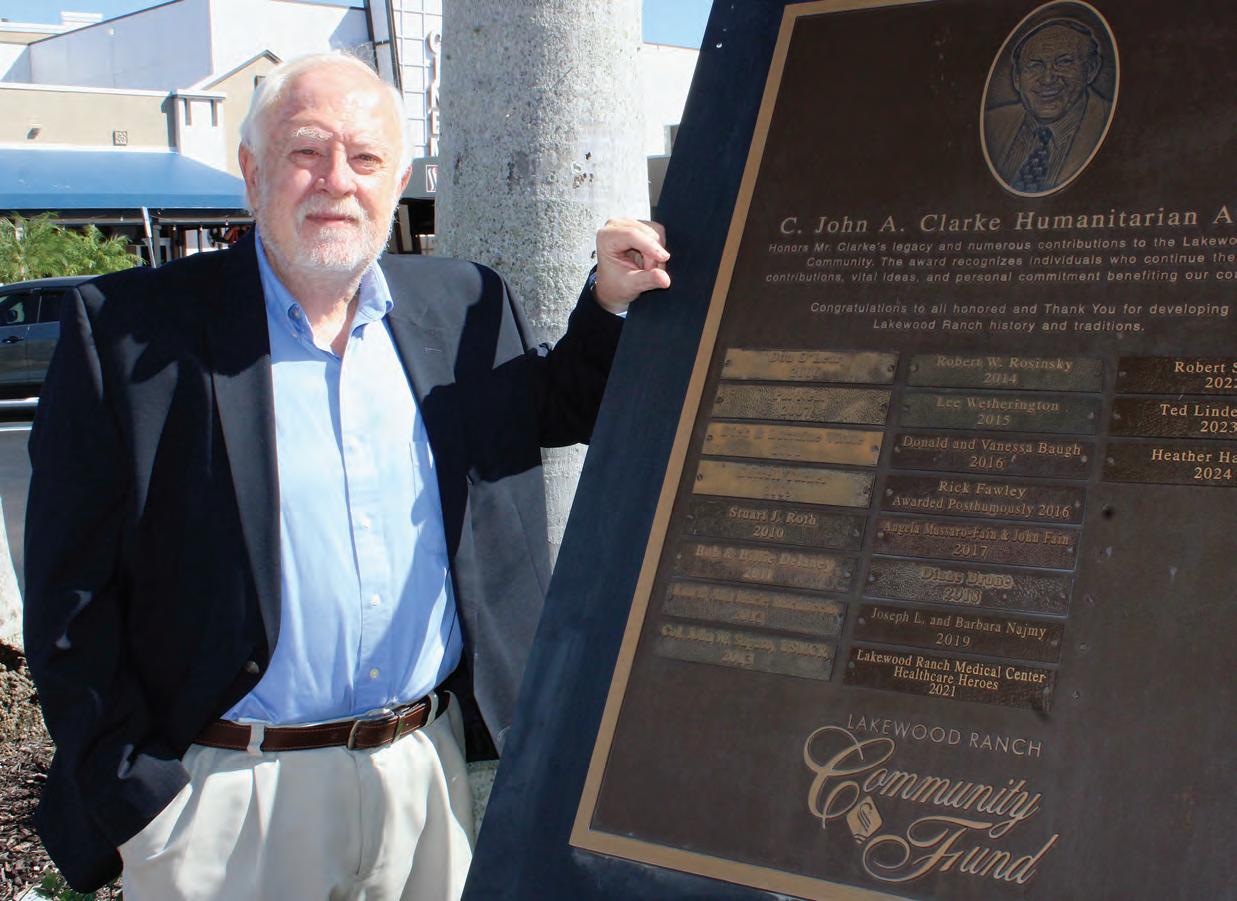 C. John A. Clarke Humanitarian A
Honors Mr. Clarke's legacy and numerous contributions to the Lakewo
Community. The award recognizes individuals who continue the
contributions, vital ideas, and personal commitment benefiting our co
Congratulations to all honored and Thank You for developing
Lakewood Ranch history and traditions.
Stuart J. Roth
2010
Robert W. Rosinsky
2014
Lee Wetherington
2015
Donald and Vanessa Baugh
2016
Rick Fawley
Awarded Posthumously 2016
Angela Massaro-Fain & John Fain
2017
2018
Joseph L. and Barbara Najmy
2019
Lakewood Ranch Medical Center
Healthcare Heroes
2021
Robert S
2022
Ted Linde
2023
Heather Ha
2024
LAKEWOOD RANCH
Community
Fund